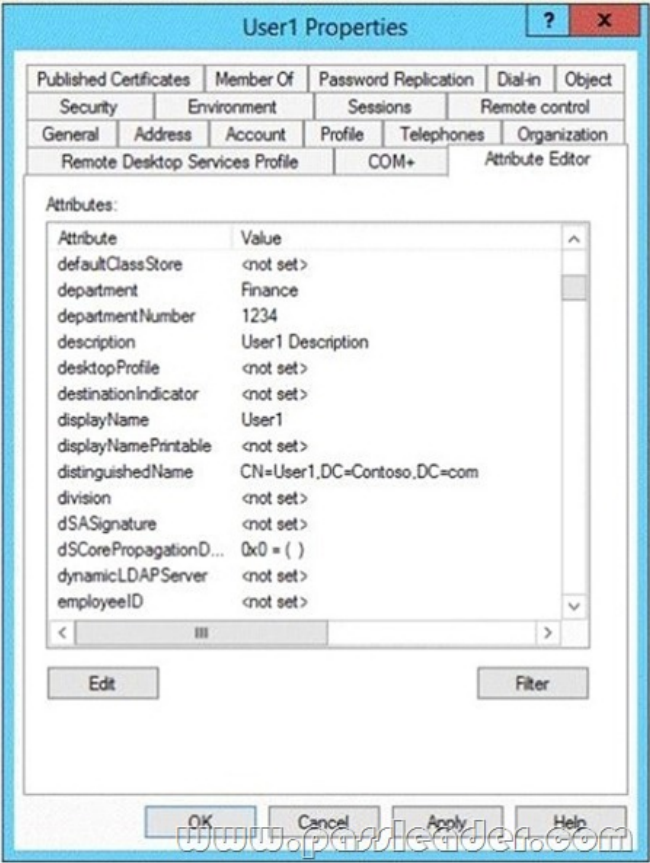 User1 Properties
? x
Published Certificates Member Of Password Replication Dial-in Object
Security Environment Sessions Remote control
General Address Account Profile Telephones Organization
Remote Desktop Services Profile COM+ Attribute Editor
Attributes:
Attribute Value
defaultClassStore <not set>
department Finance
departmentNumber 1234
description User1 Description
desktopProfile <not set>
destinationIndicator <not set>
displayName User1
displayNamePrintable <not set>
distinguishedName CN=User1,DC=Contoso,DC=com
division <not set>
dSASignature <not set>
dSCorePropagationD... 0x0 = ( )
dynamicLDAPServer <not set>
employeeID <not set>
Edit Filter
OK Cancel Apply Help
www.passleader.com